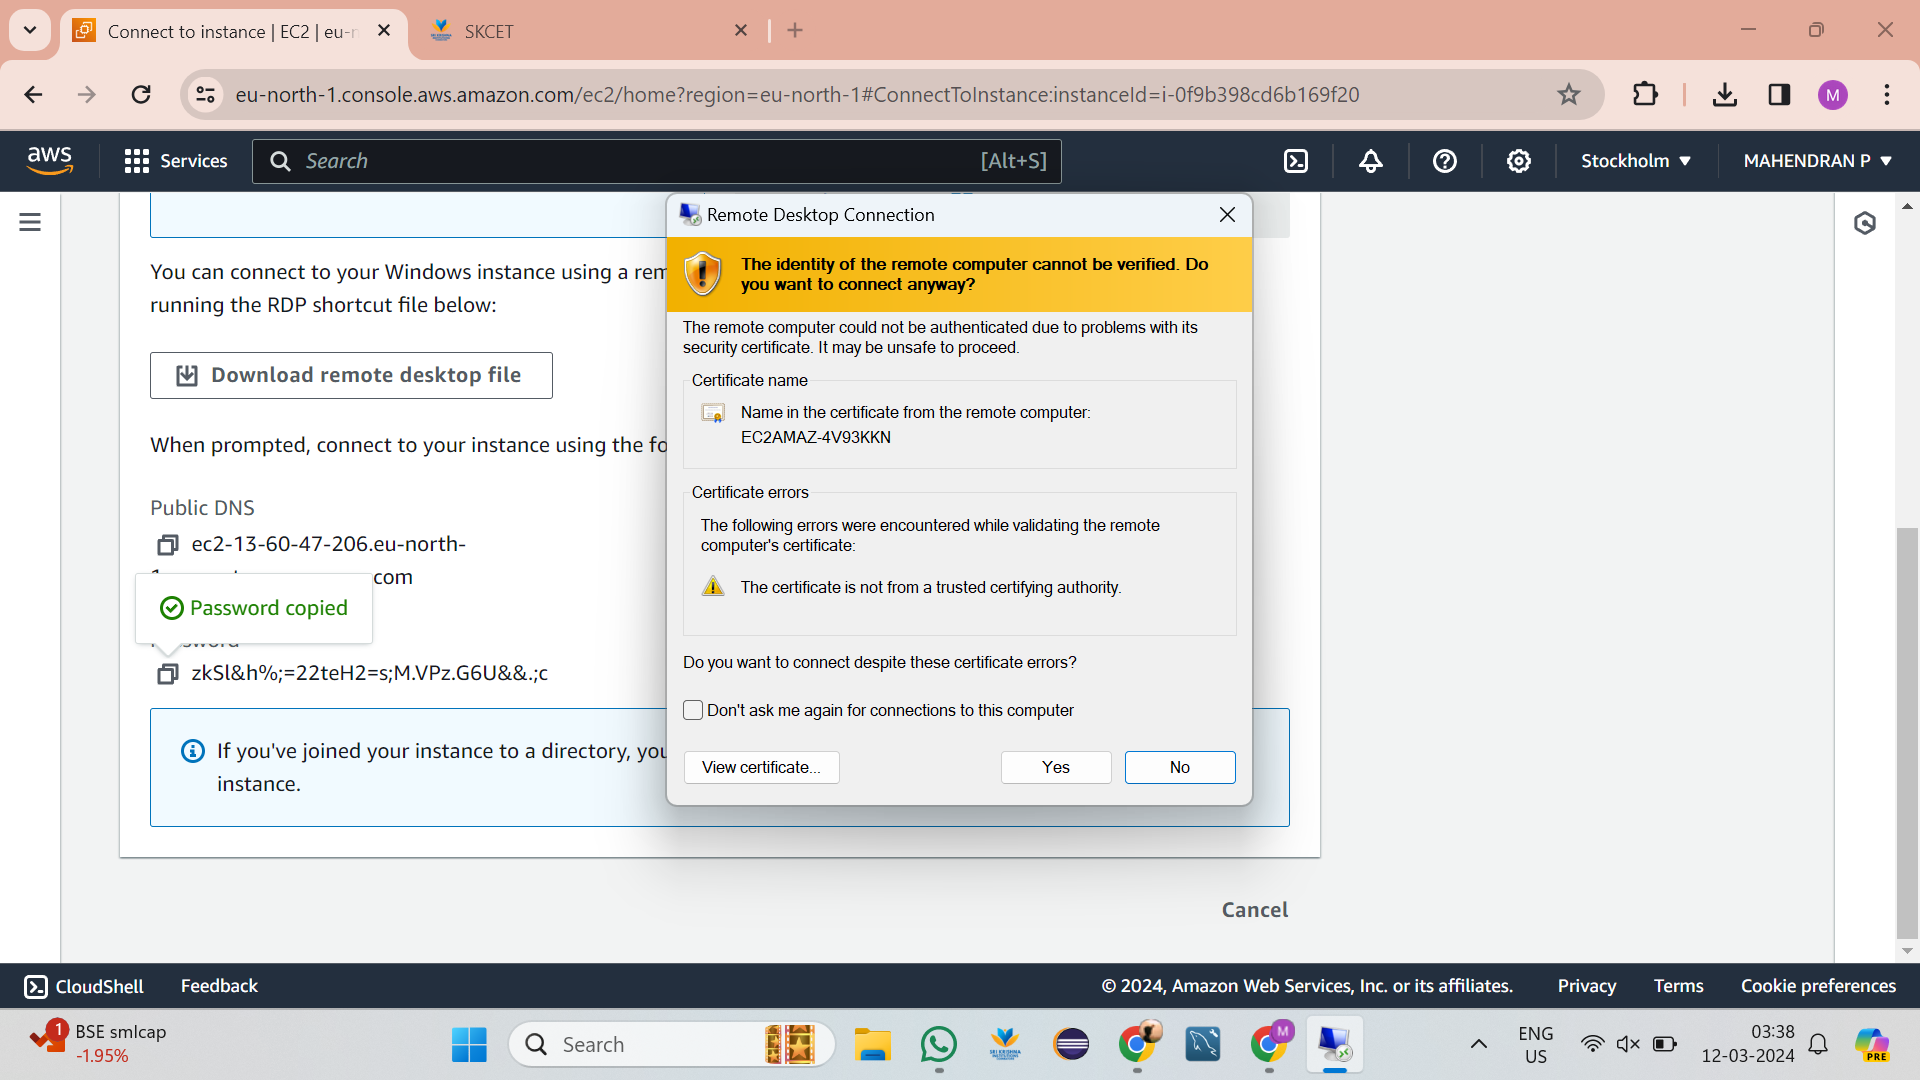 Connect to instance | EC2 | eu-n
SKCET
eu-north-1.console.aws.amazon.com/ec2/home?region=eu-north-1#ConnectToInstance:instanceId=i-0f9b398cd6b169f20
M
aws
Services
Search
[Alt+S]
Stockholm
MAHENDRAN P
Remote Desktop Connection
The identity of the remote computer cannot be verified. Do
you want to connect anyway?
You can connect to your Windows instance using a rem
running the RDP shortcut file below:
The remote computer could not be authenticated due to problems with its
security certificate. It may be unsafe to proceed.
Download remote desktop file
Certificate name
Name in the certificate from the remote computer:
EC2AMAZ-4V93KKN
When prompted, connect to your instance using the fo
Certificate errors
The following errors were encountered while validating the remote
computer's certificate:
The certificate is not from a trusted certifying authority.
Public DNS
ec2-13-60-47-206.eu-north-
com
Password copied
zkSl&h%;=22teH2=s;M.VPz.G6U&&.;c
Do you want to connect despite these certificate errors?
Don't ask me again for connections to this computer
If you've joined your instance to a directory, you
instance.
View certificate...
Yes
No
Cancel
CloudShell
Feedback
© 2024, Amazon Web Services, Inc. or its affiliates.
Privacy
Terms
Cookie preferences
1
BSE smlcap
-1.95%
Search
SRI KRISHNA
INSTITUTIONS
M
ENG
US
03:38
12-03-2024
PRE